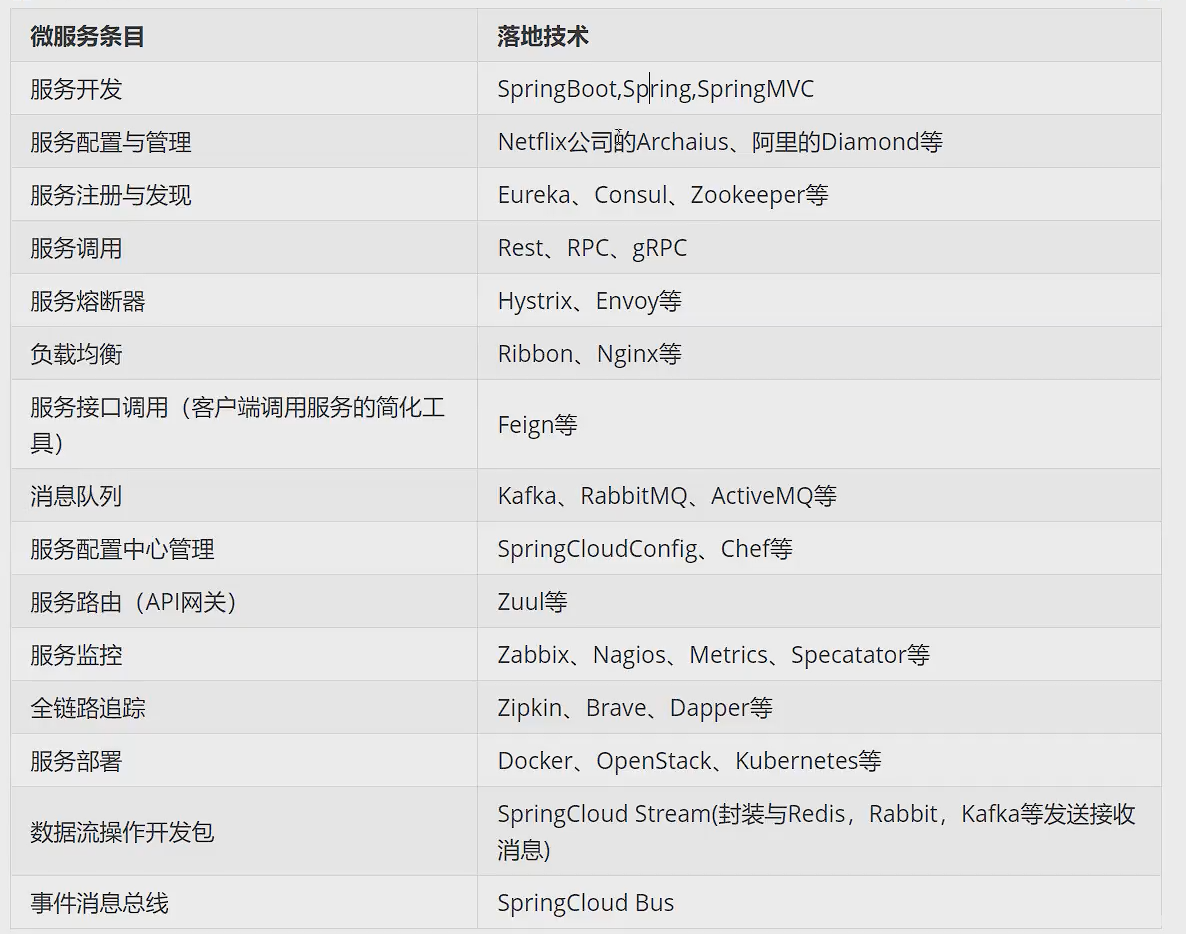 微服务条目
落地技术
服务开发
SpringBoot,Spring,SpringMVC
服务配置与管理
Netflix公司的Archaius、阿里的Diamond等
服务注册与发现
Eureka、Consul、Zookeeper等
服务调用
Rest、RPC、gRPC
服务熔断器
Hystrix、Envoy等
负载均衡
Ribbon、Nginx等
服务接口调用（客户端调用服务的简化工
具）
Feign等
消息队列
Kafka、RabbitMQ、ActiveMQ等
服务配置中心管理
SpringCloudConfig、Chef等
服务路由（API网关）
Zuul等
服务监控
Zabbix、Nagios、Metrics、Specatator等
全链路追踪
Zipkin、Brave、Dapper等
服务部署
Docker、OpenStack、Kubernetes等
数据流操作开发包
SpringCloud Stream(封装与Redis，Rabbit，Kafka等发送接收
消息)
事件消息总线
SpringCloud Bus